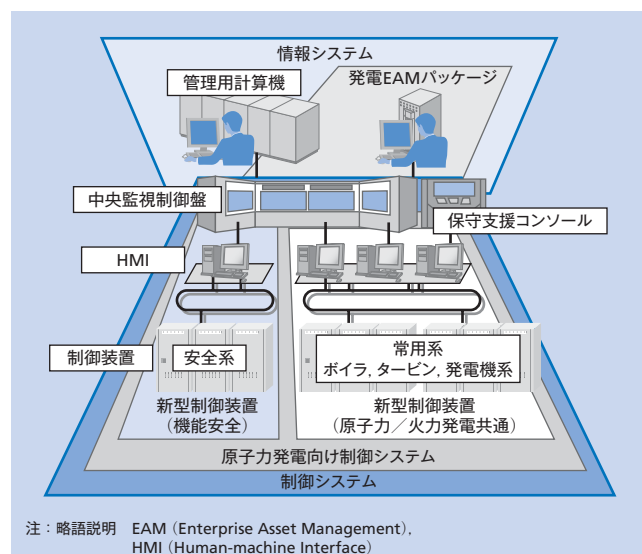 情報システム
管理用計算機
発電EAMパッケージ
中央監視制御盤
保守支援コンソール
HMI
制御装置
安全系
常用系
ボイラ, タービン, 発電機系
新型制御装置
（機能安全）
新型制御装置
（原子力／火力発電共通）
原子力発電向け制御システム
制御システム
注：略語説明 EAM（Enterprise Asset Management），
HMI（Human-machine Interface）